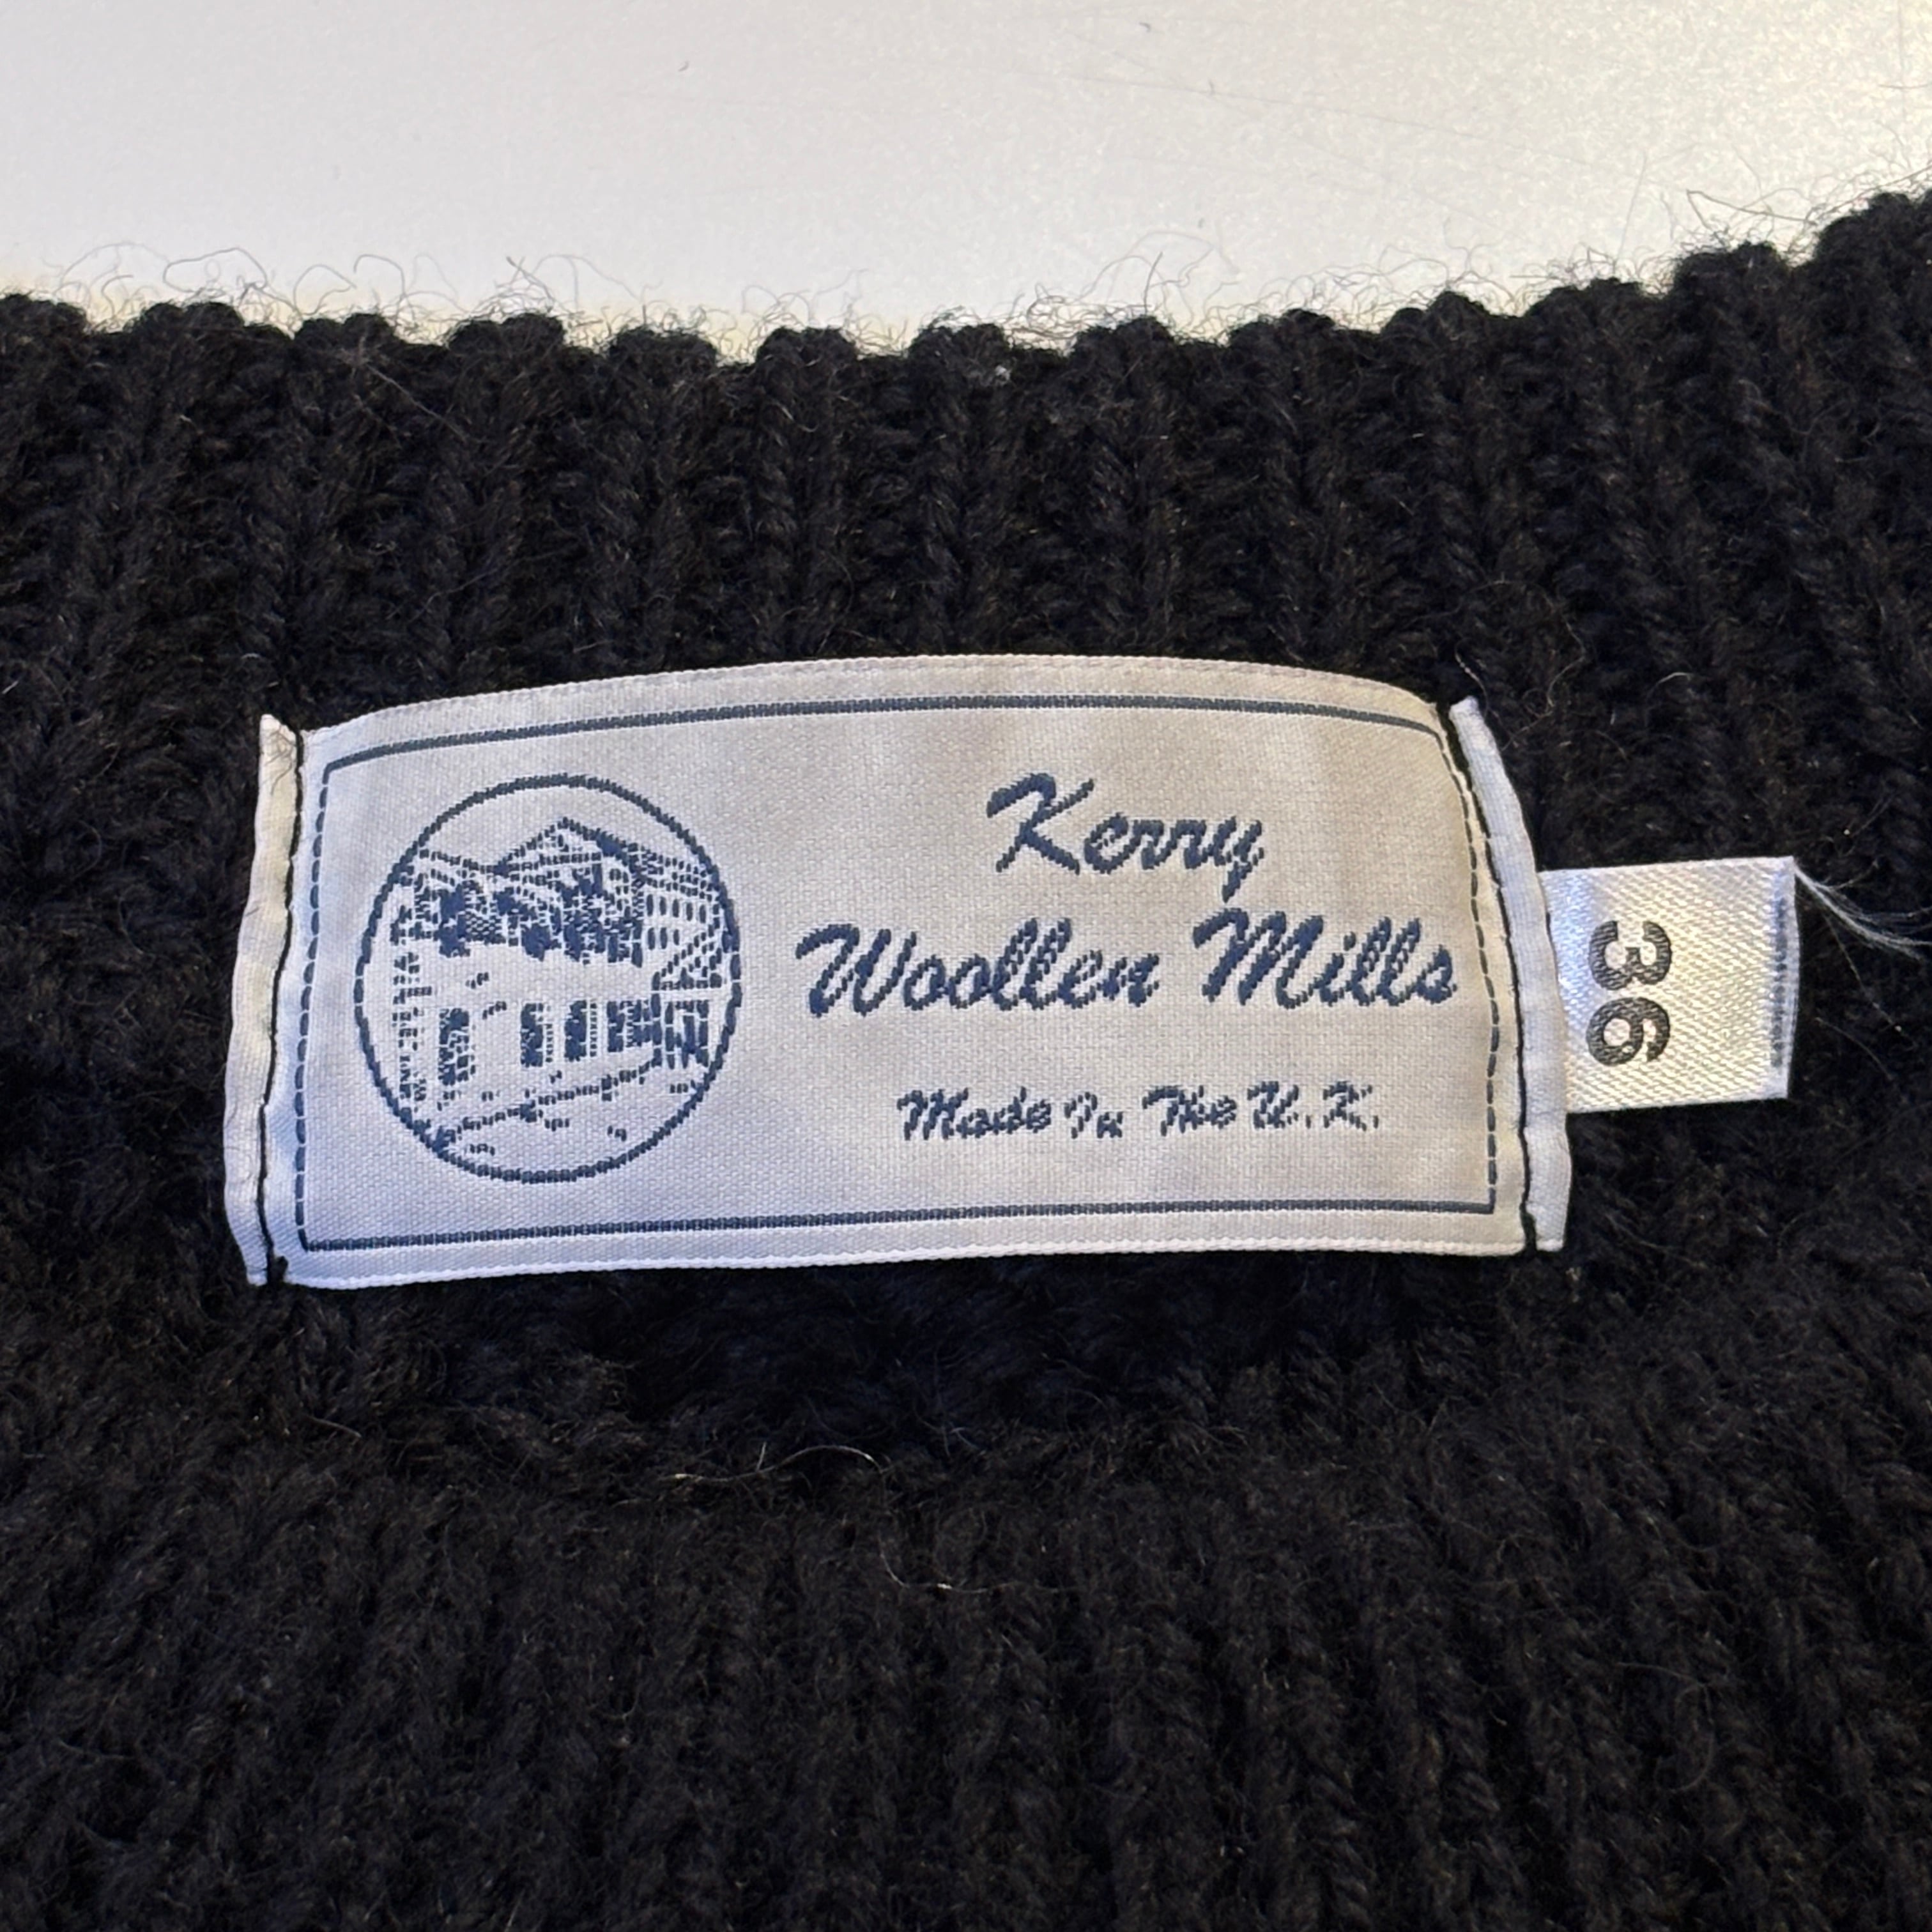 Kerry
Woollen Mills
Made In The U.K.
36